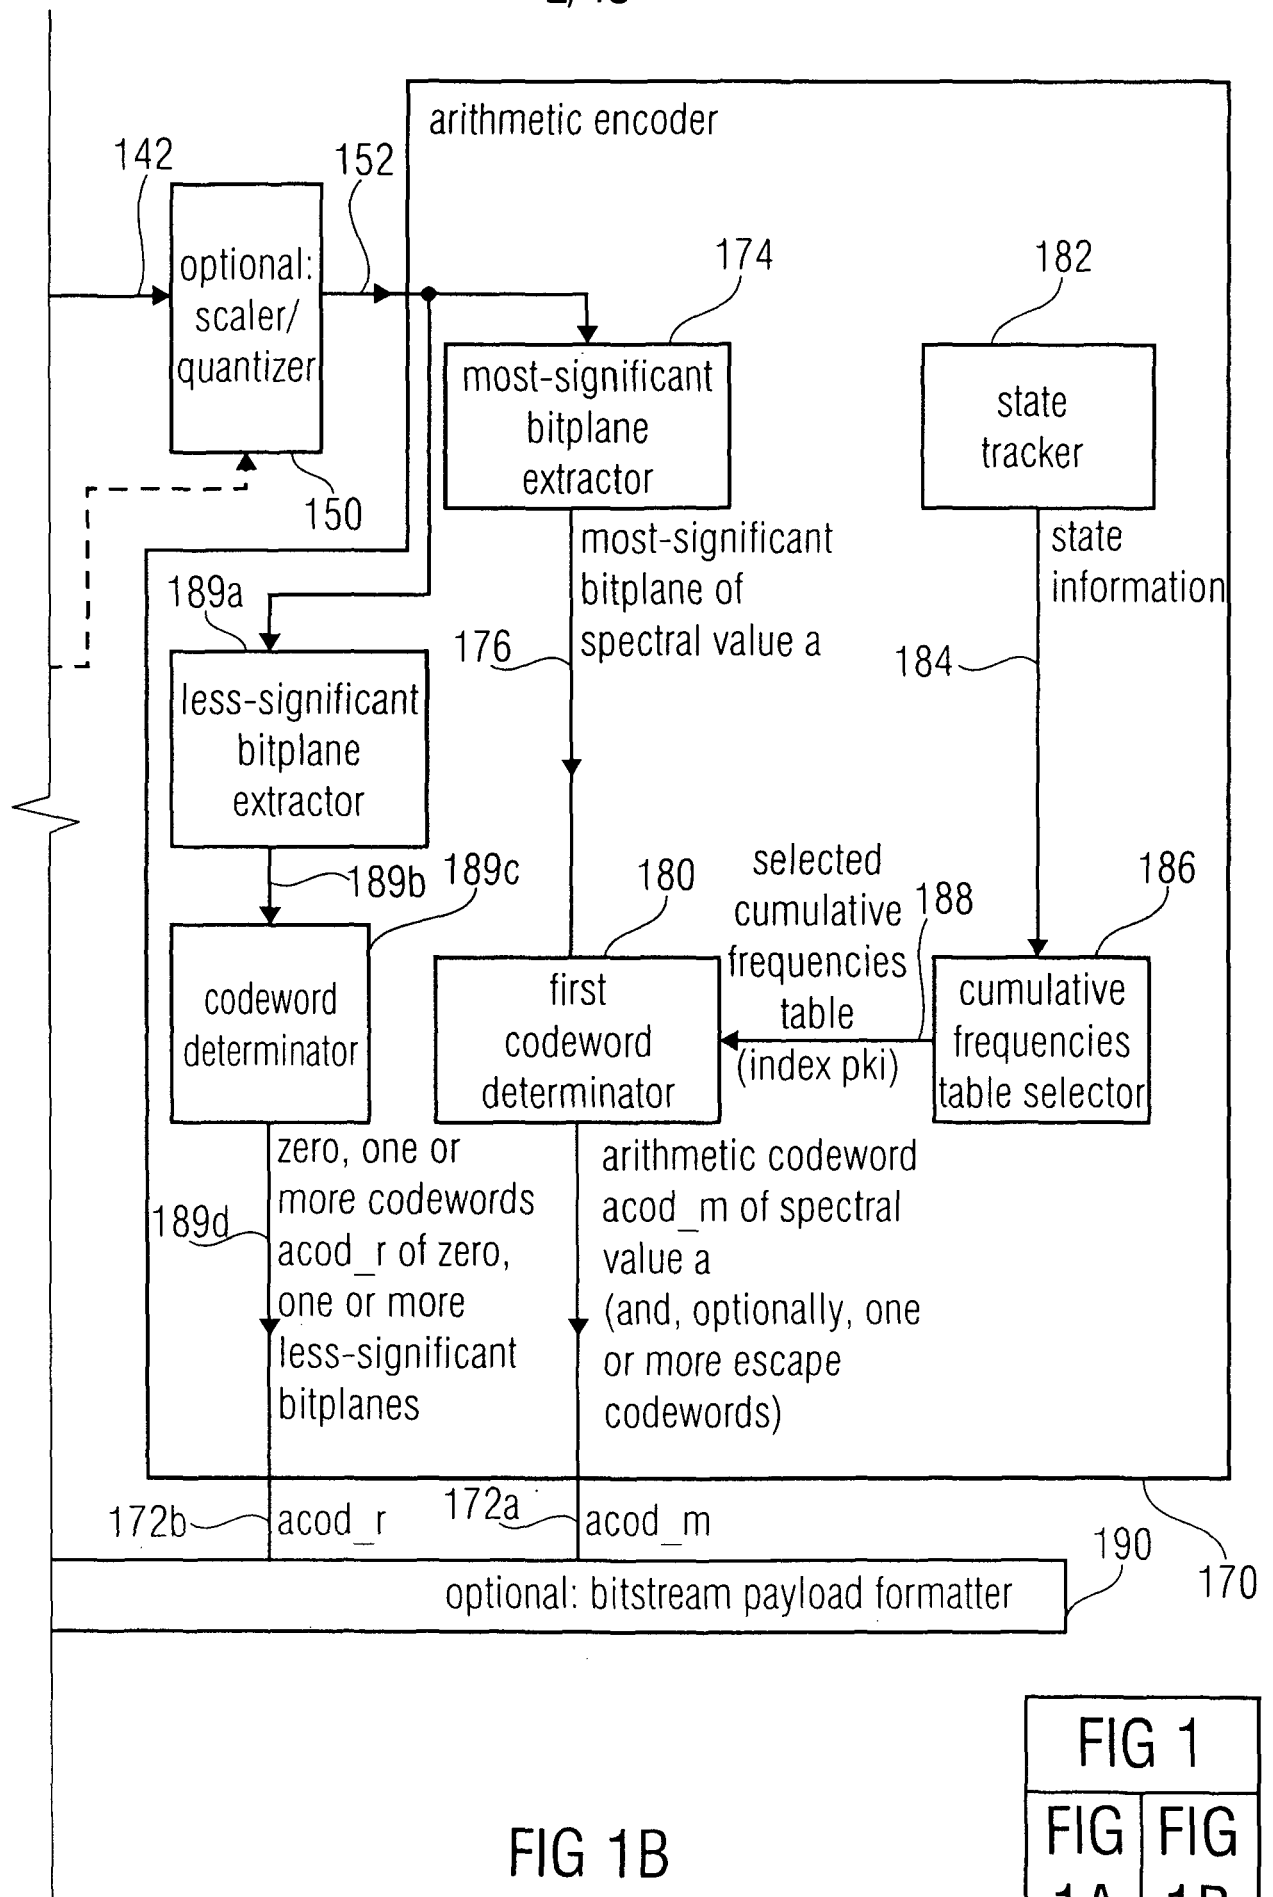 arithmetic encoder
142
152
optional:
scaler/
quantizer
150
174
most-significant
bitplane
extractor
182
state
tracker
most-significant
bitplane of
spectral value a
176
state
information
184
189a
less-significant
bitplane
extractor
189b
189c
codeword
determinator
180
first
codeword
determinator
selected
cumulative
frequencies
table
(index pki)
188
186
cumulative
frequencies
table selector
zero, one or
more codewords
acod_r of zero,
one or more
less-significant
bitplanes
189d
arithmetic codeword
acod_m of spectral
value a
(and, optionally, one
or more escape
codewords)
172b
acod_r
172a
acod_m
190
170
optional: bitstream payload formatter
FIG 1B
FIG 1
FIG
1A
FIG
1B